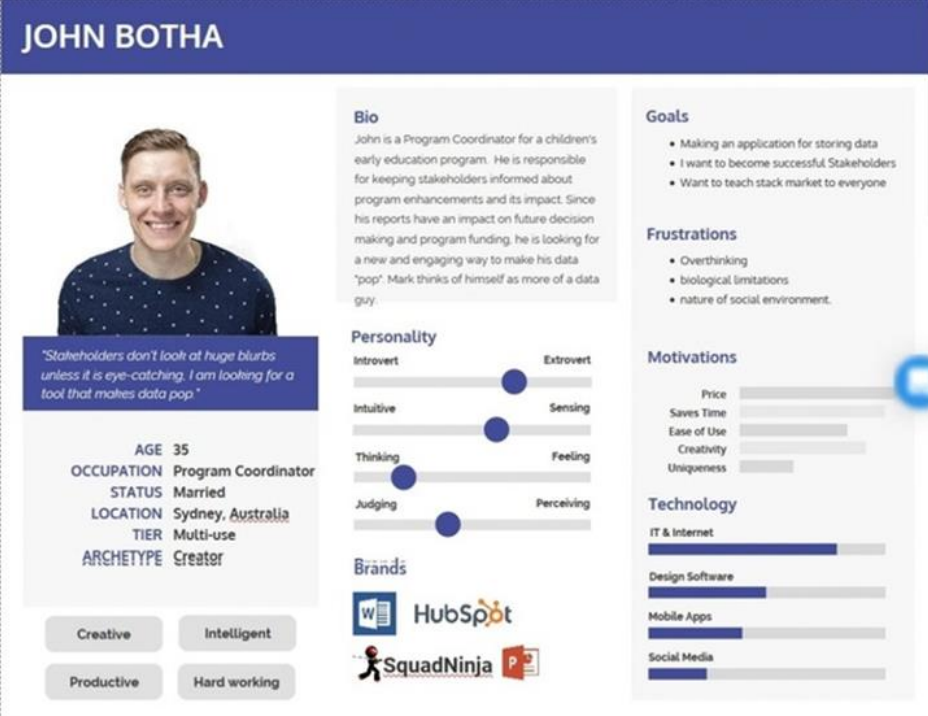 JOHN BOTHA
"Stakeholders don't look at huge blurbs
unless it is eye-catching, I am looking for a
tool that makes data pop."
AGE 35
OCCUPATION Program Coordinator
STATUS Married
LOCATION Sydney, Australia
TIER Multi-use
ARCHETYPE Creator
Creative Intelligent
Productive Hard working
Bio
John is a Program Coordinator for a children's
early education program. He is responsible
for keeping stakeholders informed about
program enhancements and its impact. Since
his reports have an impact on future decision
making and program funding, he is looking for
a new and engaging way to make his data
"pop". Mark thinks of himself as more of a data
guy.
Personality
Introvert Extrovert
Intuitive Sensing
Thinking Feeling
Judging Perceiving
Brands
W HubSpot
SquadNinja P
Goals
• Making an application for storing data
• I want to become successful Stakeholders
• Want to teach stack market to everyone
Frustrations
• Overthinking
• biological limitations
• nature of social environment.
Motivations
Price
Saves Time
Ease of Use
Creativity
Uniqueness
Technology
IT & Internet
Design Software
Mobile Apps
Social Media